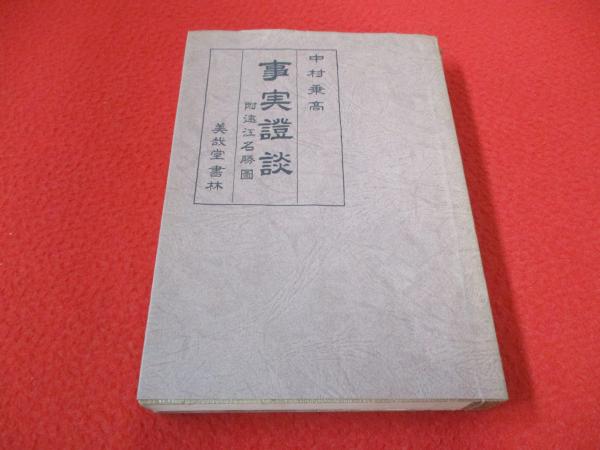 中村乗高
事実證談
附遠江名勝圖
美哉堂書林